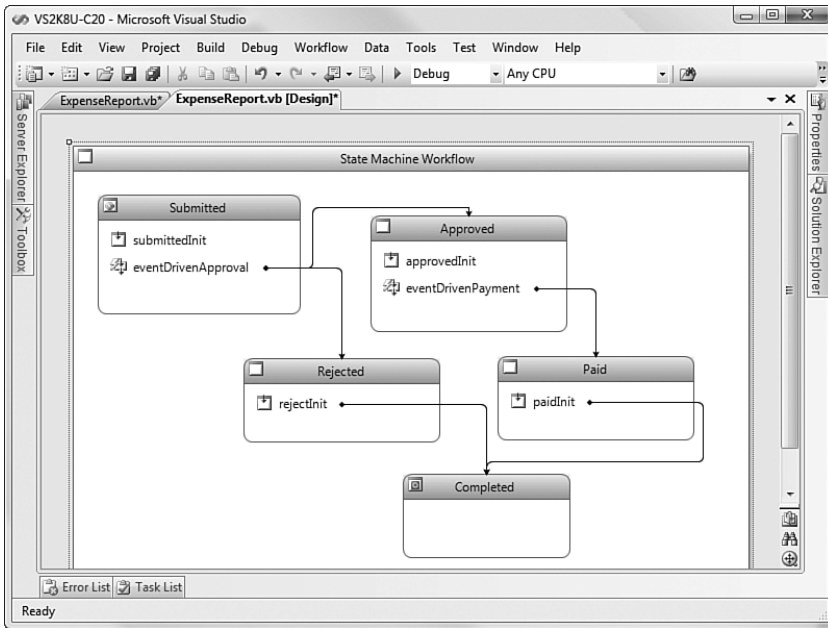 VS2K8U-C20 - Microsoft Visual Studio
File Edit View Project Build Debug Workflow Data Tools Test Window Help
Debug Any CPU
ExpenseReport.vb* ExpenseReport.vb [Design]*
Server Explorer
Toolbox
Properties
Solution Explorer
State Machine Workflow
Submitted
submittedInit
eventDrivenApproval
Approved
approvedInit
eventDrivenPayment
Rejected
rejectInit
Paid
paidInit
Completed
Error List Task List
Ready